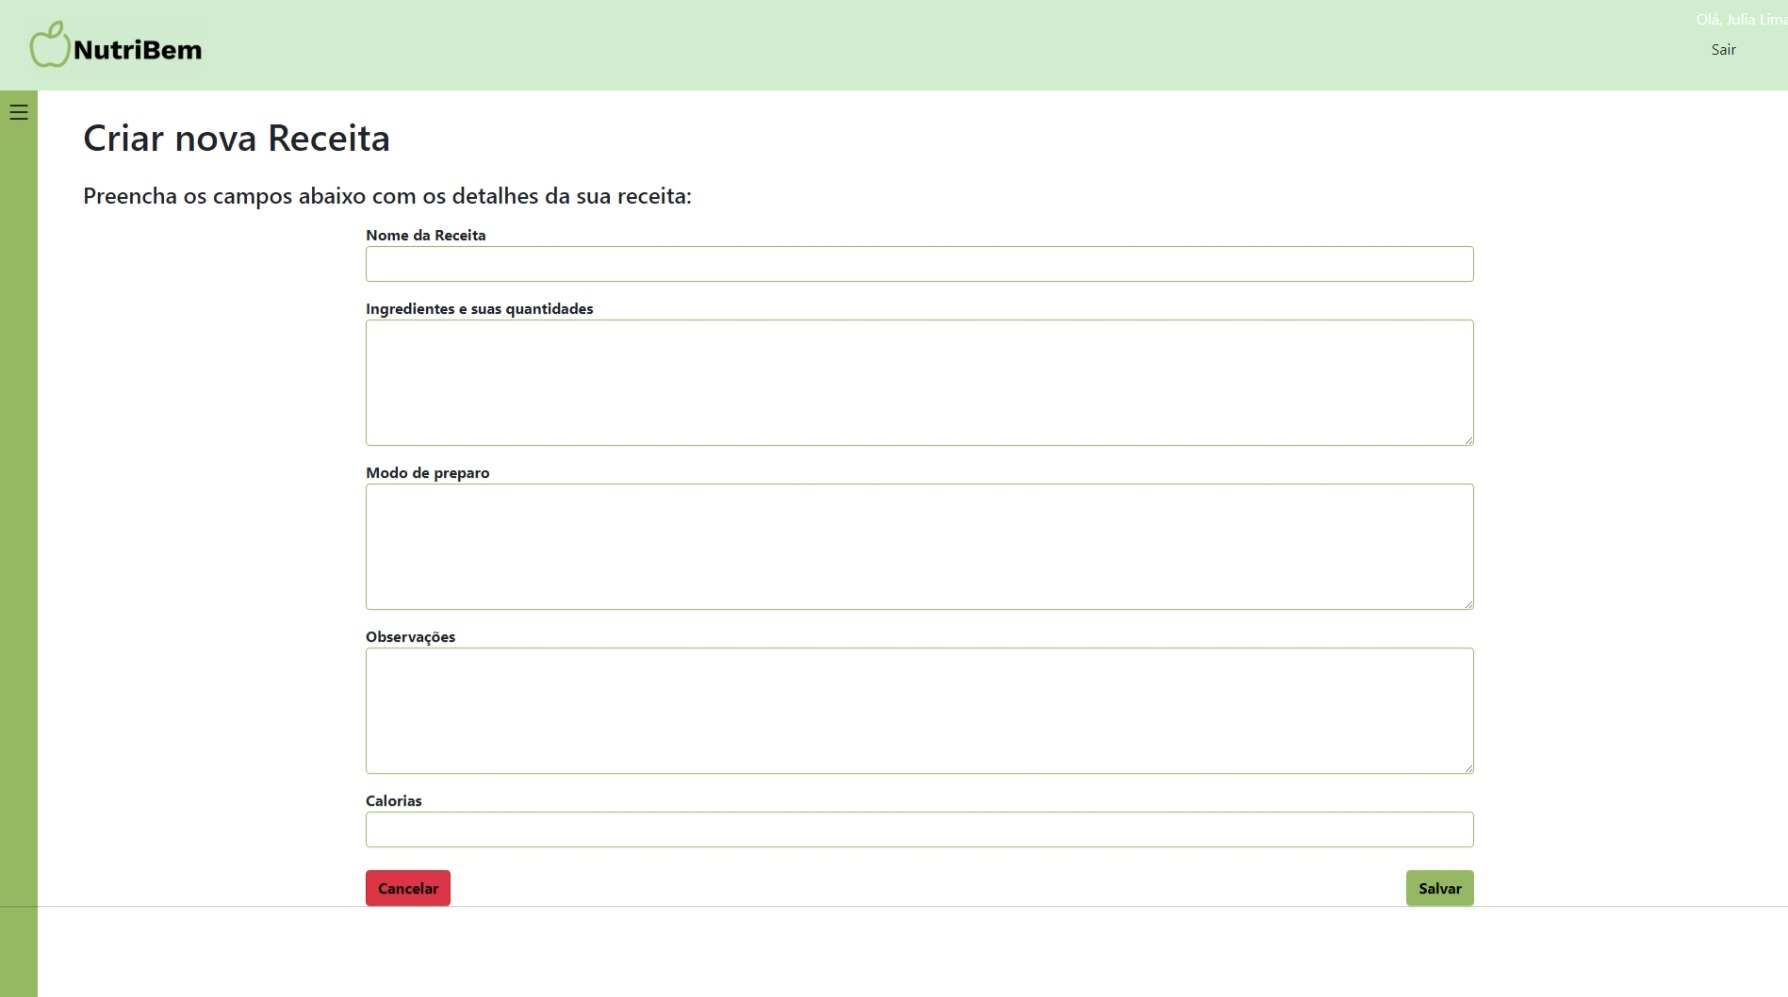 Olá, Julia Lima
NutriBem
Sair
Criar nova Receita
Preencha os campos abaixo com os detalhes da sua receita:
Nome da Receita
Ingredientes e suas quantidades
Modo de preparo
Observações
Calorias
Cancelar
Salvar